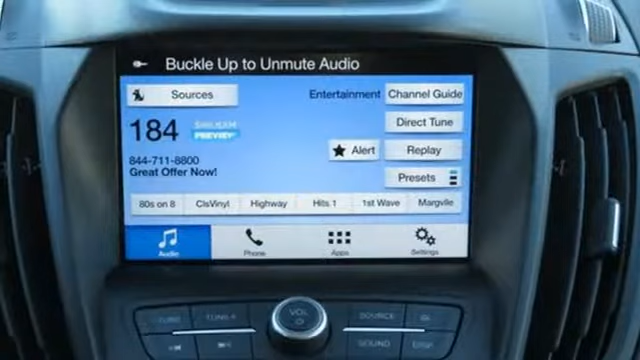 Buckle Up to Unmute Audio
Sources
Entertainment
Channel Guide
184
SIRIUSXM
PREVIEW
Direct Tune
844-711-8800
Alert
Replay
Great Offer Now!
Presets
80s on 8
ClsVinyl
Highway
Hits 1
1st Wave
Margvlle
Audio
Phone
Apps
Settings
VOL
SOURCE
SOUND